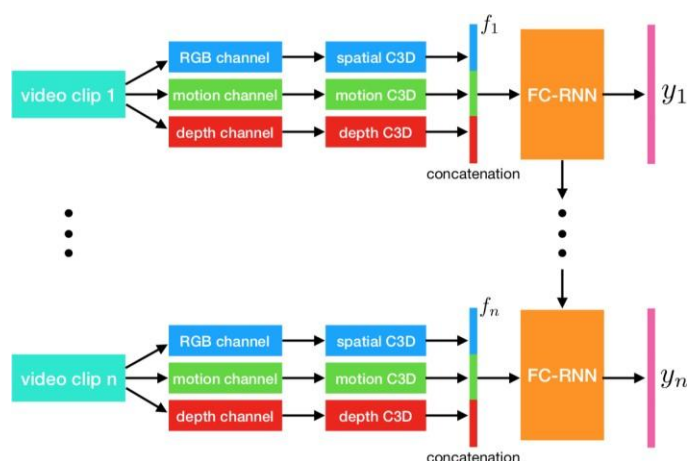 RGB channel
spatial C3D
f₁
video clip 1
motion channel
motion C3D
FC-RNN
y₁
depth channel
depth C3D
concatenation
RGB channel
spatial C3D
fₙ
video clip n
motion channel
motion C3D
FC-RNN
yₙ
depth channel
depth C3D
concatenation